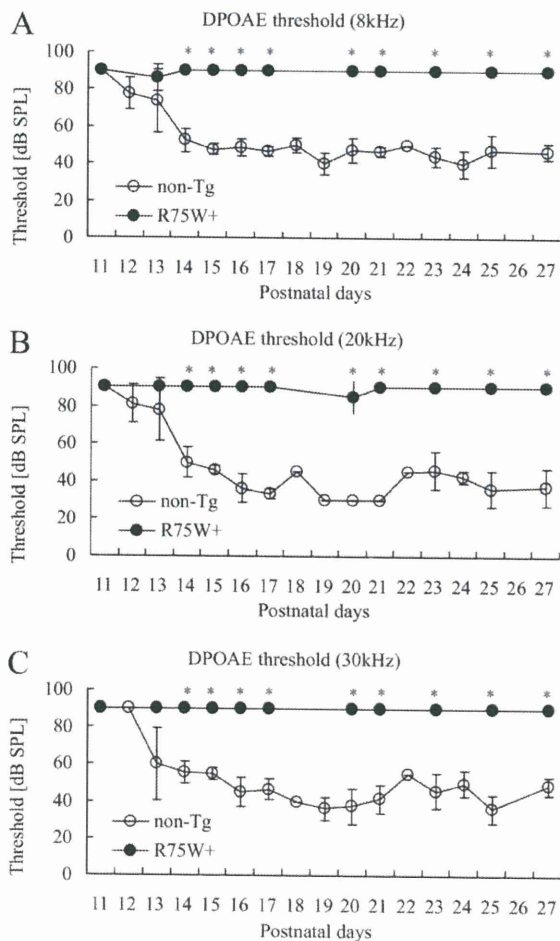 A
DPOAE threshold (8kHz)
* * * * * * * * *
100
80
60
40
20
0
Threshold [dB SPL]
non-Tg
R75W+
11 12 13 14 15 16 17 18 19 20 21 22 23 24 25 26 27
Postnatal days
B
DPOAE threshold (20kHz)
* * * * * * * * *
100
80
60
40
20
0
Threshold [dB SPL]
non-Tg
R75W+
11 12 13 14 15 16 17 18 19 20 21 22 23 24 25 26 27
Postnatal days
C
DPOAE threshold (30kHz)
* * * * * * * * *
100
80
60
40
20
0
Threshold [dB SPL]
non-Tg
R75W+
11 12 13 14 15 16 17 18 19 20 21 22 23 24 25 26 27
Postnatal days